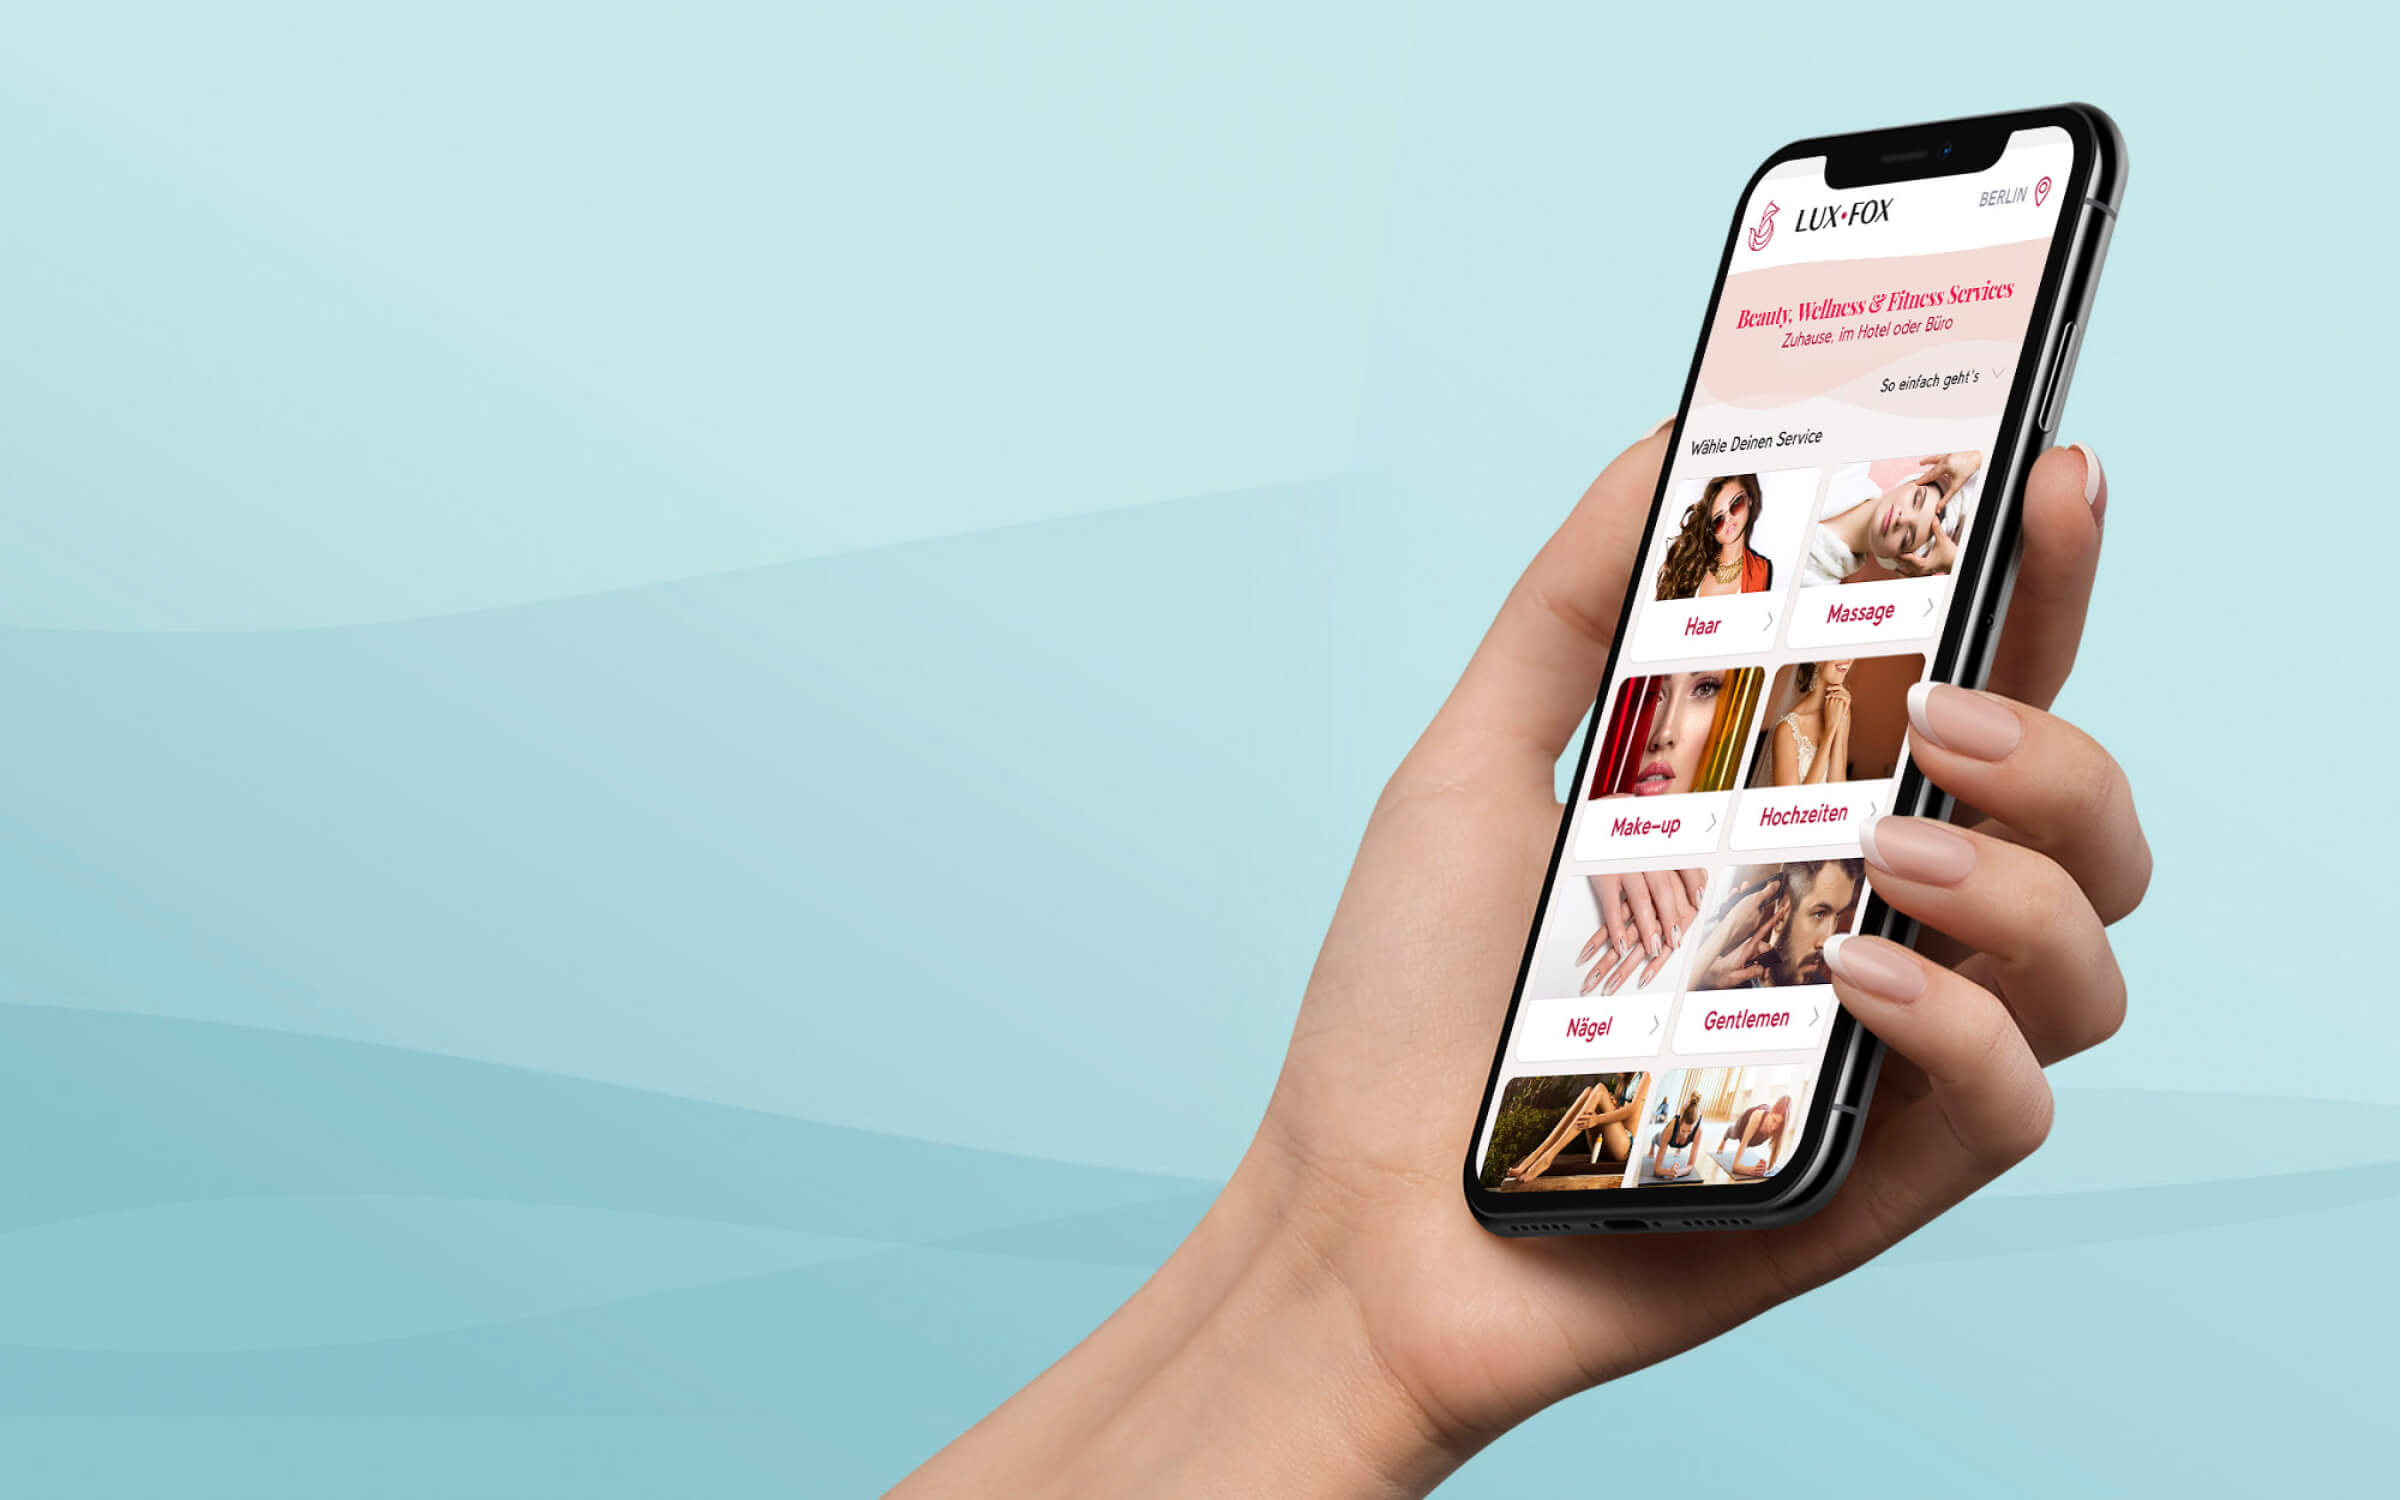 LUX•FOX
BERLIN
Beauty, Wellness & Fitness Services
Zuhause, im Hotel oder Büro
So einfach geht's
Wähle Deinen Service
Haar
Massage
Make-up
Hochzeiten
Nägel
Gentlemen